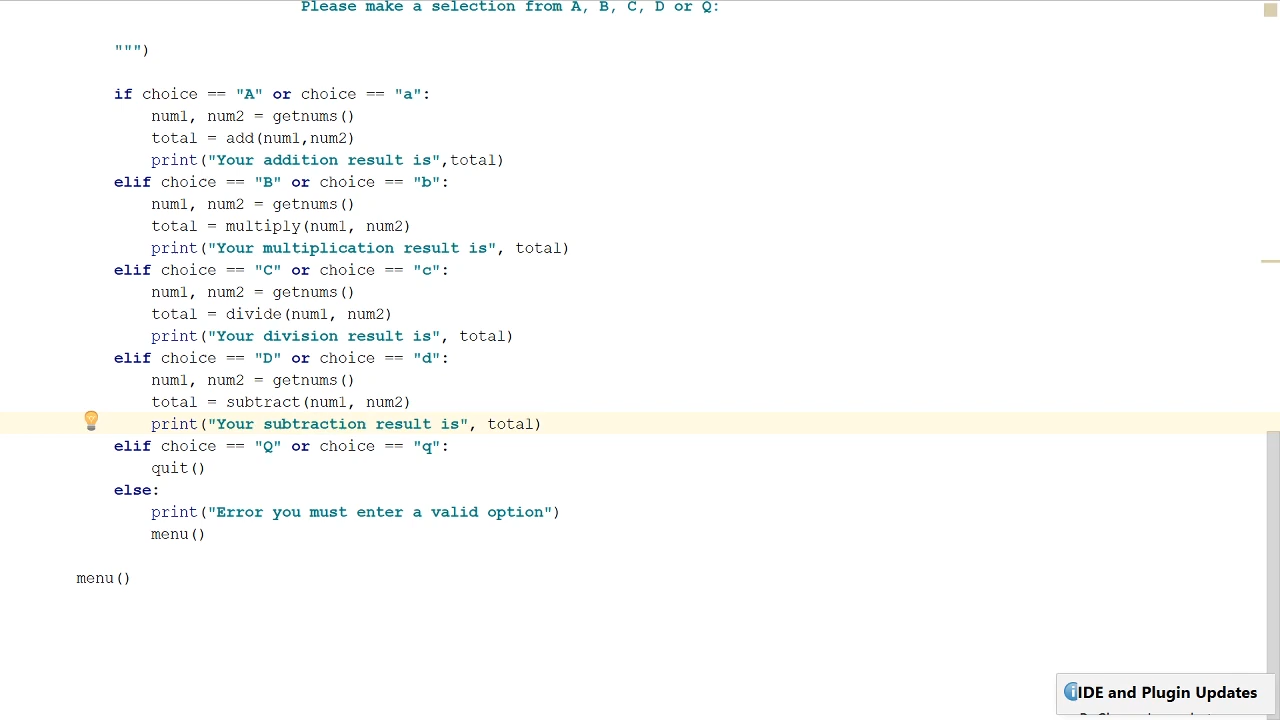 Please make a selection from A, B, C, D or Q:
""")
if choice == "A" or choice == "a":
num1, num2 = getnums()
total = add(num1,num2)
print("Your addition result is",total)
elif choice == "B" or choice == "b":
num1, num2 = getnums()
total = multiply(num1, num2)
print("Your multiplication result is", total)
elif choice == "C" or choice == "c":
num1, num2 = getnums()
total = divide(num1, num2)
print("Your division result is", total)
elif choice == "D" or choice == "d":
num1, num2 = getnums()
total = subtract(num1, num2)
print("Your subtraction result is", total)
elif choice == "Q" or choice == "q":
quit()
else:
print("Error you must enter a valid option")
menu()
menu()
IDE and Plugin Updates